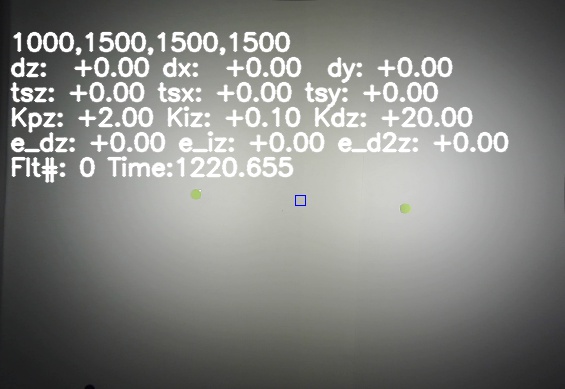 1000,1500,1500,1500
dz: +0.00 dx: +0.00 dy: +0.00
tsz: +0.00 tsx: +0.00 tsy: +0.00
Kpz: +2.00 Kiz: +0.10 Kdz: +20.00
e_dz: +0.00 e_iz: +0.00 e_d2z: +0.00
Flt#: 0 Time:1220.655